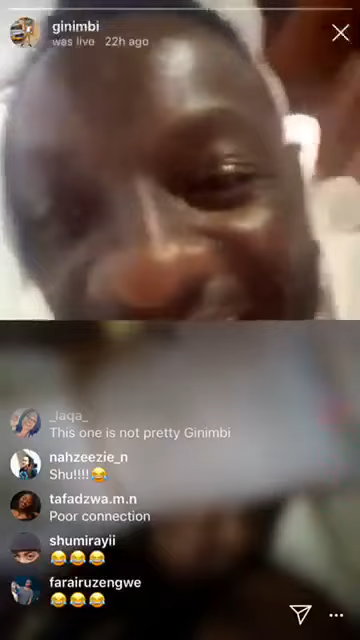 ginimbi
was live 22h ago
_laqa_
This one is not pretty Ginimbi
nahzeezie_n
Shu!!!!😂
tafadzwa.m.n
Poor connection
shumirayii
😂😂😂
farairuzengwe
😂😂😂